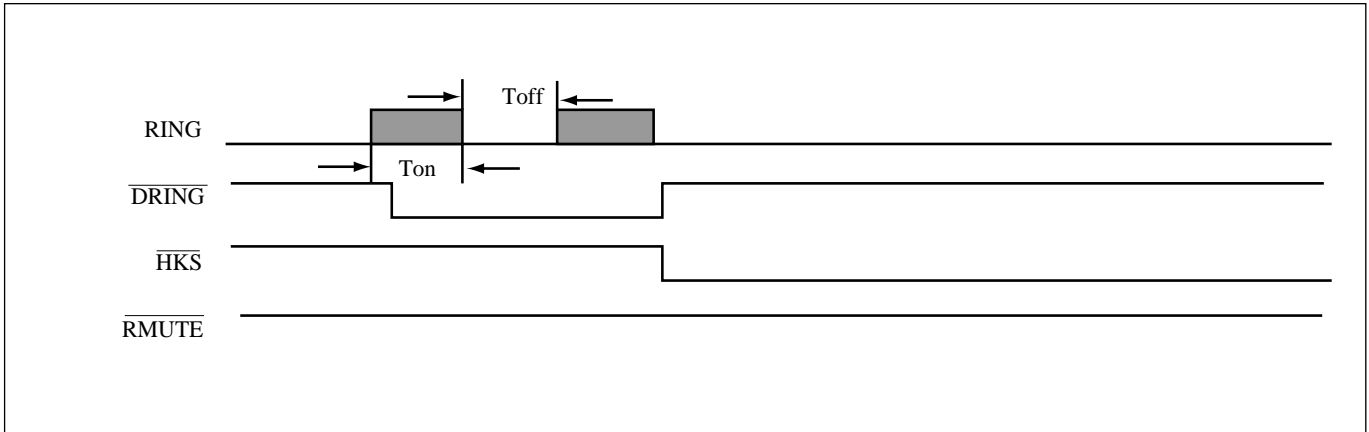 Toff
RING
Ton
DRING
HKS
RMUTE